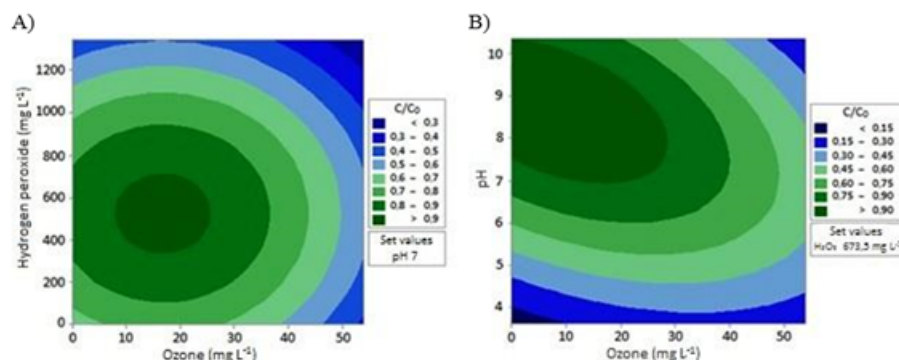 A)
B)
Hydrogen peroxide (mg L⁻¹)
1200
1000
800
600
400
200
0
0 10 20 30 40 50
Ozone (mg L⁻¹)
C/C₀
< 0.3
0,3 – 0,4
0,4 – 0,5
0,5 – 0,6
0,6 – 0,7
0,7 – 0,8
0,8 – 0,9
> 0.9
Set values
pH 7
pH
10
9
8
7
6
5
4
0 10 20 30 40 50
Ozone (mg L⁻¹)
C/C₀
< 0,15
0,15 – 0,30
0,30 – 0,45
0,45 – 0,60
0,60 – 0,75
0,75 – 0,90
> 0,90
Set values
H₂O₂ 673,5 mg L⁻¹